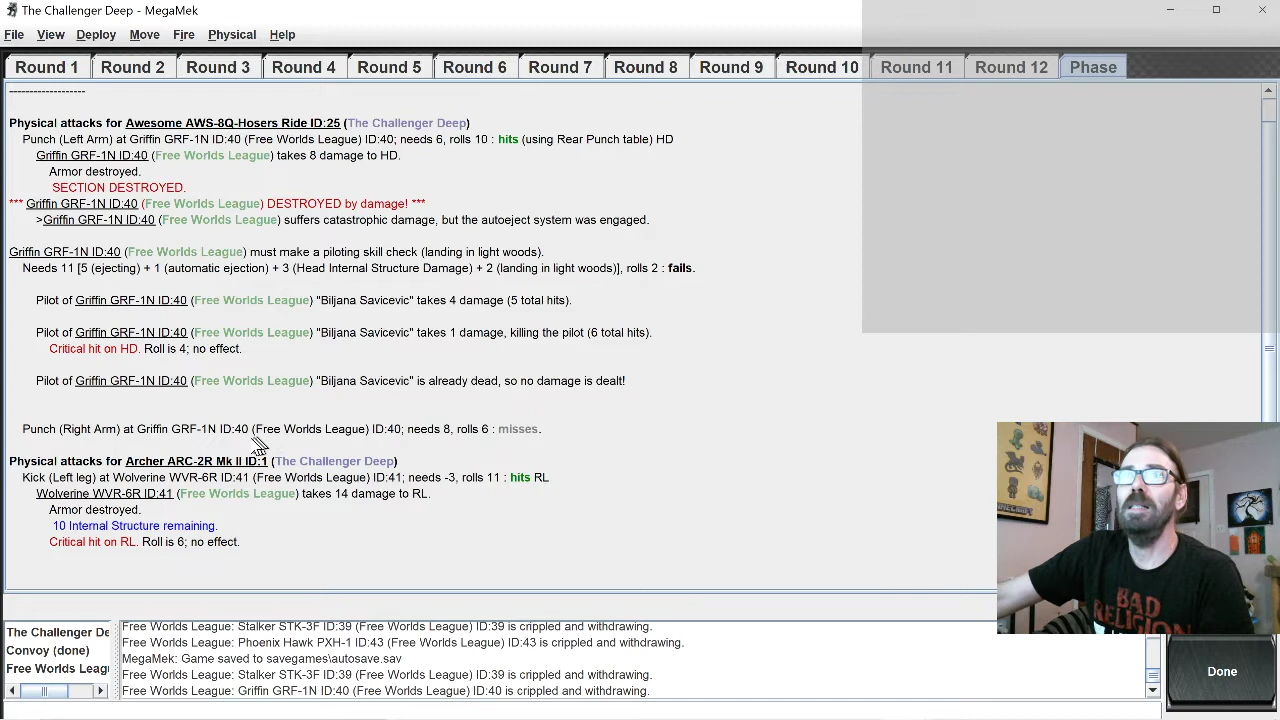 The Challenger Deep - MegaMek
File View Deploy Move Fire Physical Help
Round 1 Round 2 Round 3 Round 4 Round 5 Round 6 Round 7 Round 8 Round 9 Round 10 Round 11 Round 12 Phase
-------------------
Physical attacks for Awesome AWS-8Q-Hosers Ride ID:25 (The Challenger Deep)
Punch (Left Arm) at Griffin GRF-1N ID:40 (Free Worlds League) ID:40; needs 6, rolls 10 : hits (using Rear Punch table) HD
Griffin GRF-1N ID:40 (Free Worlds League) takes 8 damage to HD.
Armor destroyed.
SECTION DESTROYED.
*** Griffin GRF-1N ID:40 (Free Worlds League) DESTROYED by damage! ***
>Griffin GRF-1N ID:40 (Free Worlds League) suffers catastrophic damage, but the autoeject system was engaged.
Griffin GRF-1N ID:40 (Free Worlds League) must make a piloting skill check (landing in light woods).
Needs 11 [5 (ejecting) + 1 (automatic ejection) + 3 (Head Internal Structure Damage) + 2 (landing in light woods)], rolls 2 : fails.
Pilot of Griffin GRF-1N ID:40 (Free Worlds League) "Biljana Savicevic" takes 4 damage (5 total hits).
Pilot of Griffin GRF-1N ID:40 (Free Worlds League) "Biljana Savicevic" takes 1 damage, killing the pilot (6 total hits).
Critical hit on HD. Roll is 4; no effect.
Pilot of Griffin GRF-1N ID:40 (Free Worlds League) "Biljana Savicevic" is already dead, so no damage is dealt!
Punch (Right Arm) at Griffin GRF-1N ID:40 (Free Worlds League) ID:40; needs 8, rolls 6 : misses.
Physical attacks for Archer ARC-2R Mk II ID:1 (The Challenger Deep)
Kick (Left leg) at Wolverine WVR-6R ID:41 (Free Worlds League) ID:41; needs -3, rolls 11 : hits RL
Wolverine WVR-6R ID:41 (Free Worlds League) takes 14 damage to RL.
Armor destroyed.
10 Internal Structure remaining.
Critical hit on RL. Roll is 6; no effect.
The Challenger De
Convoy (done)
Free Worlds Leagu
Free Worlds League: Stalker STK-3F ID:39 (Free Worlds League) ID:39 is crippled and withdrawing.
Free Worlds League: Phoenix Hawk PXH-1 ID:43 (Free Worlds League) ID:43 is crippled and withdrawing.
MegaMek: Game saved to savegames\autosave.sav
Free Worlds League: Stalker STK-3F ID:39 (Free Worlds League) ID:39 is crippled and withdrawing.
Free Worlds League: Griffin GRF-1N ID:40 (Free Worlds League) ID:40 is crippled and withdrawing.
Done
MINECRAFT
BAD
RELIGION